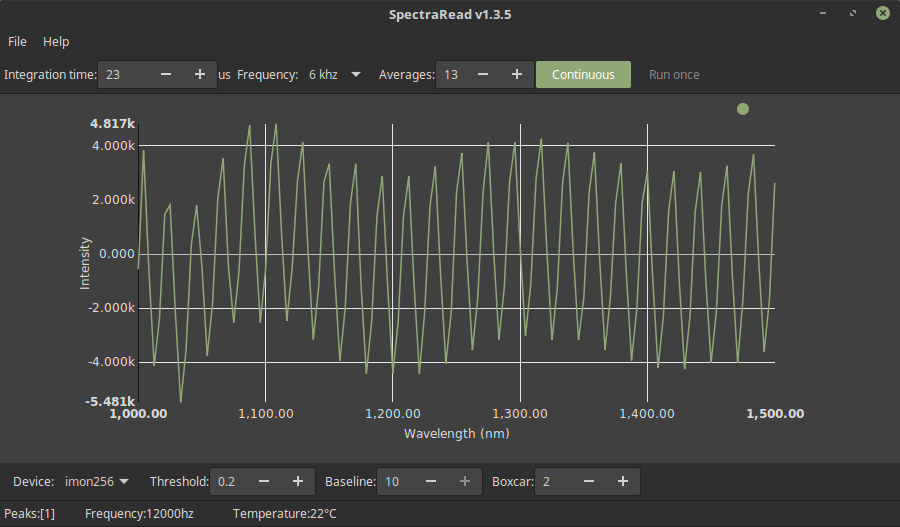 SpectraRead v1.3.5
File Help
Integration time: 23 us Frequency: 6 khz Averages: 13 Continuous Run once
4.817k
4.000k
2.000k
0.000
Intensity
-2.000k
-4.000k
-5.481k
1,000.00 1,100.00 1,200.00 1,300.00 1,400.00 1,500.00
Wavelength (nm)
Device: imon256 Threshold: 0.2 Baseline: 10 Boxcar: 2
Peaks:[1] Frequency:12000hz Temperature:22°C